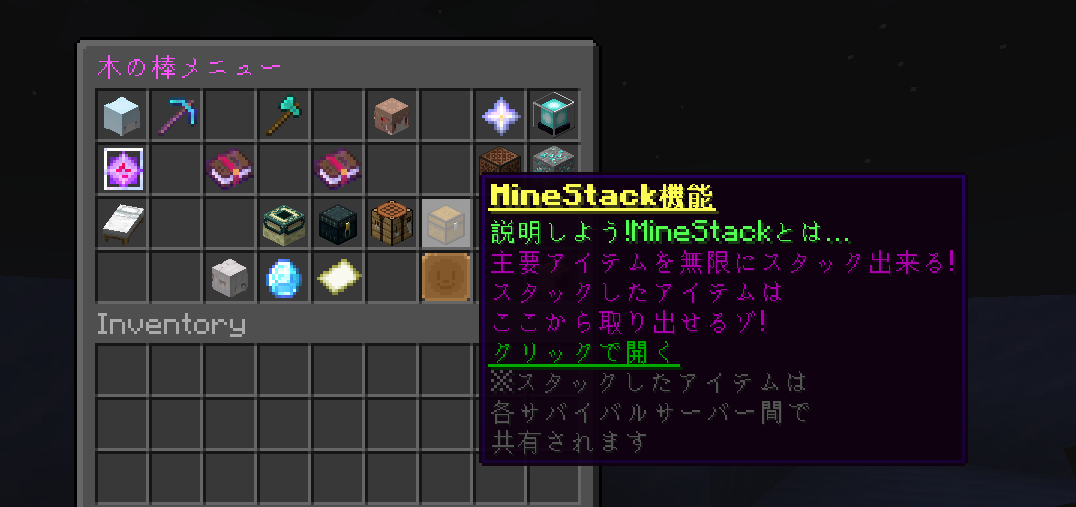 木の棒メニュー
MineStack機能
説明しよう!MineStackとは…
主要アイテムを無限にスタック出来る!
スタックしたアイテムは
ここから取り出せるゾ!
クリックで開く
※スタックしたアイテムは
各サバイバルサーバー間で
共有されます
Inventory